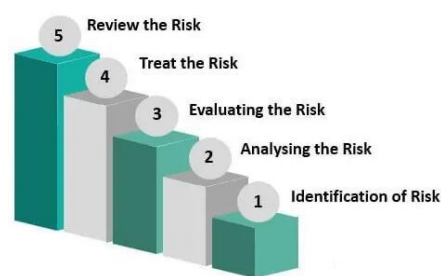 5 Review the Risk
4 Treat the Risk
3 Evaluating the Risk
2 Analysing the Risk
1 Identification of Risk